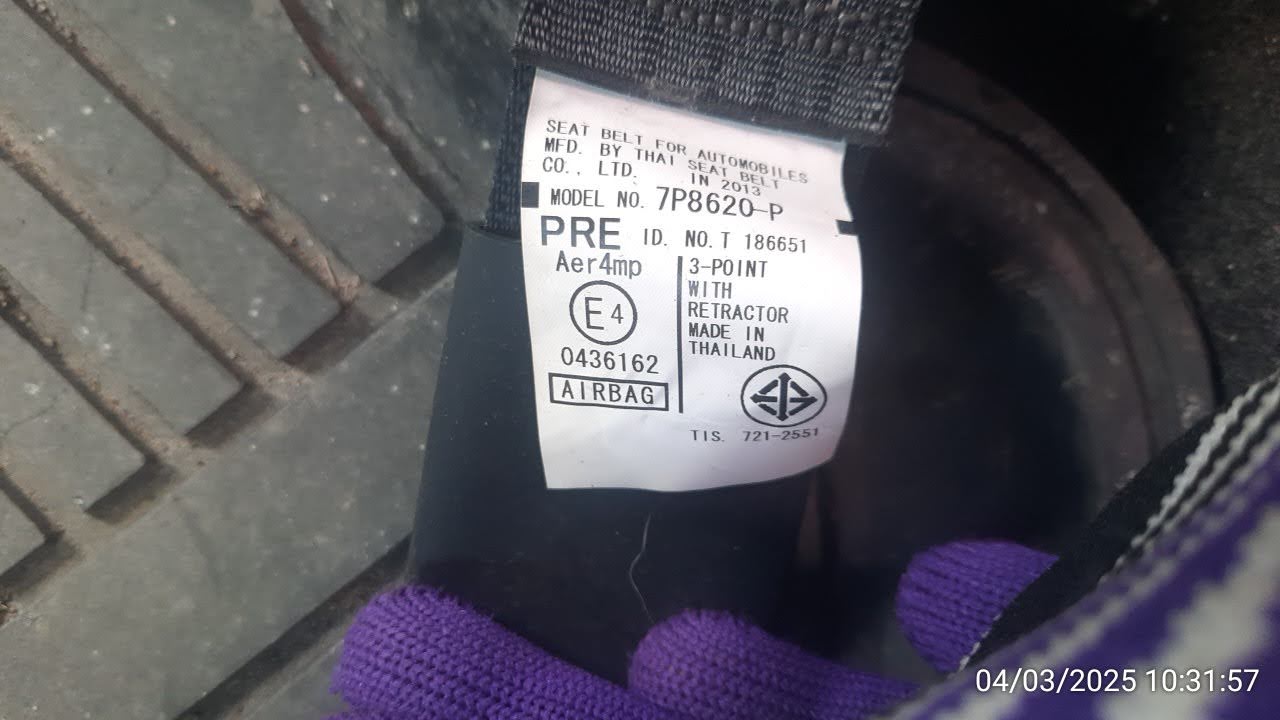 SEAT BELT FOR AUTOMOBILES
MFD. BY THAI SEAT BELT
CO., LTD. IN 2013
MODEL NO. 7P8620-P
PRE ID. NO. T 186651
Aer4mp
E4
0436162
AIRBAG
3-POINT
WITH
RETRACTOR
MADE IN
THAILAND
TIS. 721-2551
04/03/2025 10:31:57